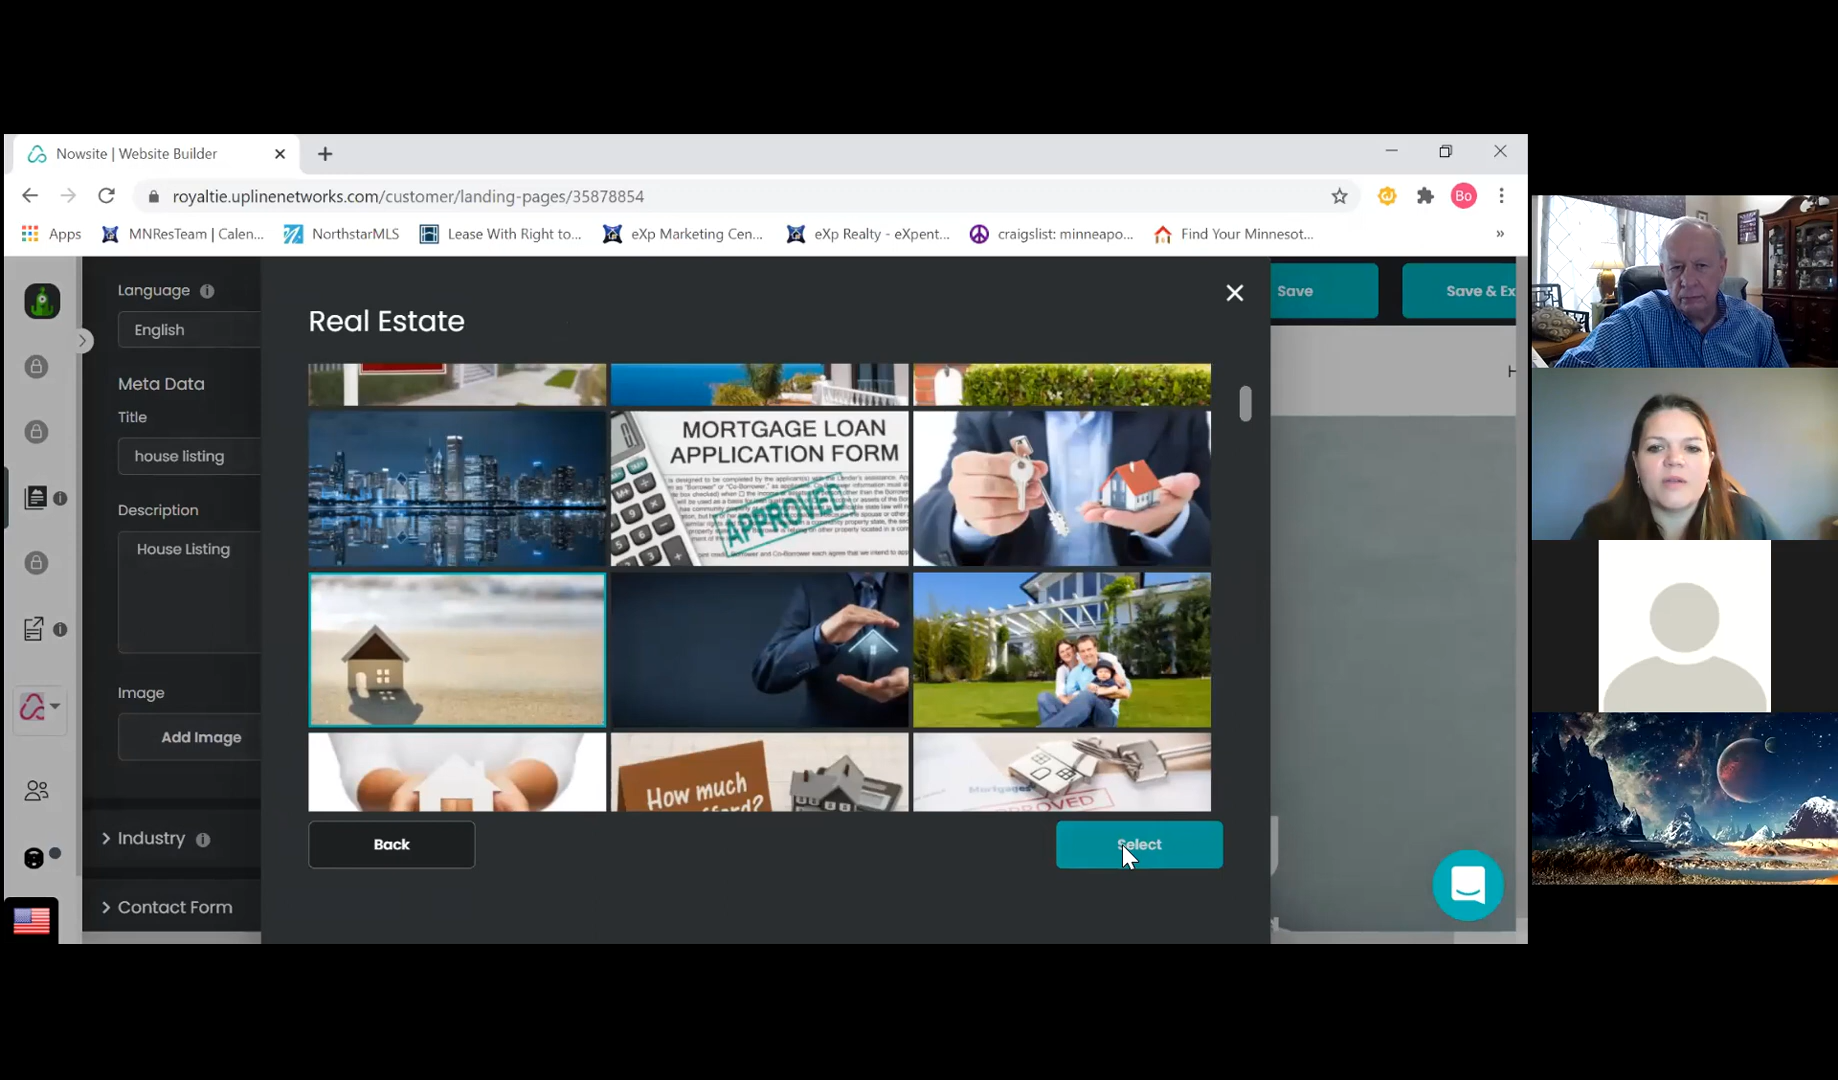 Nowsite | Website Builder
royaltie.uplinenetworks.com/customer/landing-pages/35878854
Bo
Apps
MNResTeam | Calen...
NorthstarMLS
Lease With Right to...
eXp Marketing Cen...
eXp Realty - eXpent...
craigslist: minneapo...
Find Your Minnesot...
»
Language
English
Meta Data
Title
house listing
Description
House Listing
Image
Add Image
Industry
Contact Form
Real Estate
Save
Save & Ex
MORTGAGE LOAN
APPLICATION FORM
APPROVED
How much
Mortgages
Back
Select